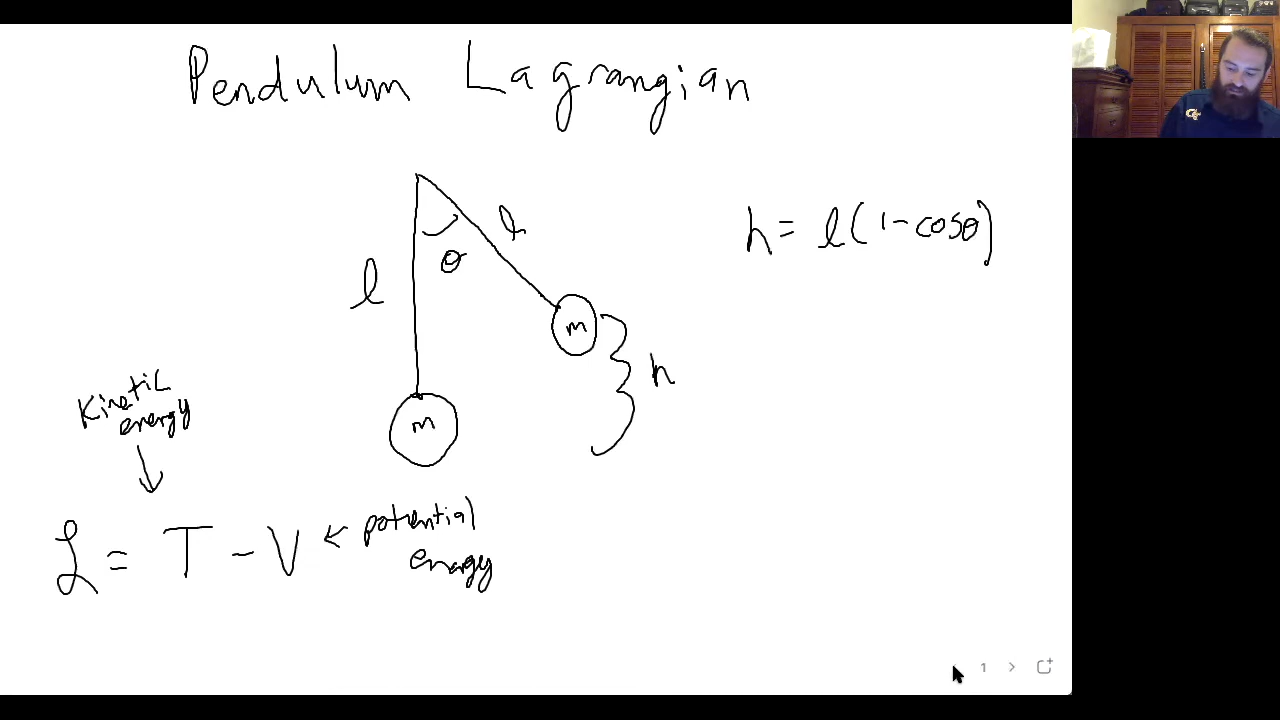 Pendulum Lagrangian
h = l(1-cosθ)
l
θ
l
m
h
m
Kinetic
energy
ℒ = T - V ← potential
energy
1